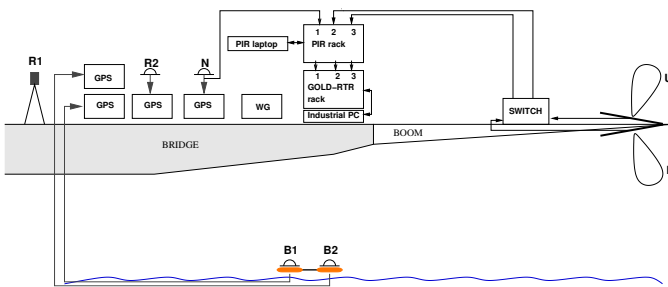 1 2 3
PIR laptop
PIR rack
R1
R2
N
GPS
1 2 3
GOLD-RTR
rack
GPS
GPS
GPS
WG
Industrial PC
SWITCH
U
BRIDGE
BOOM
B1
B2